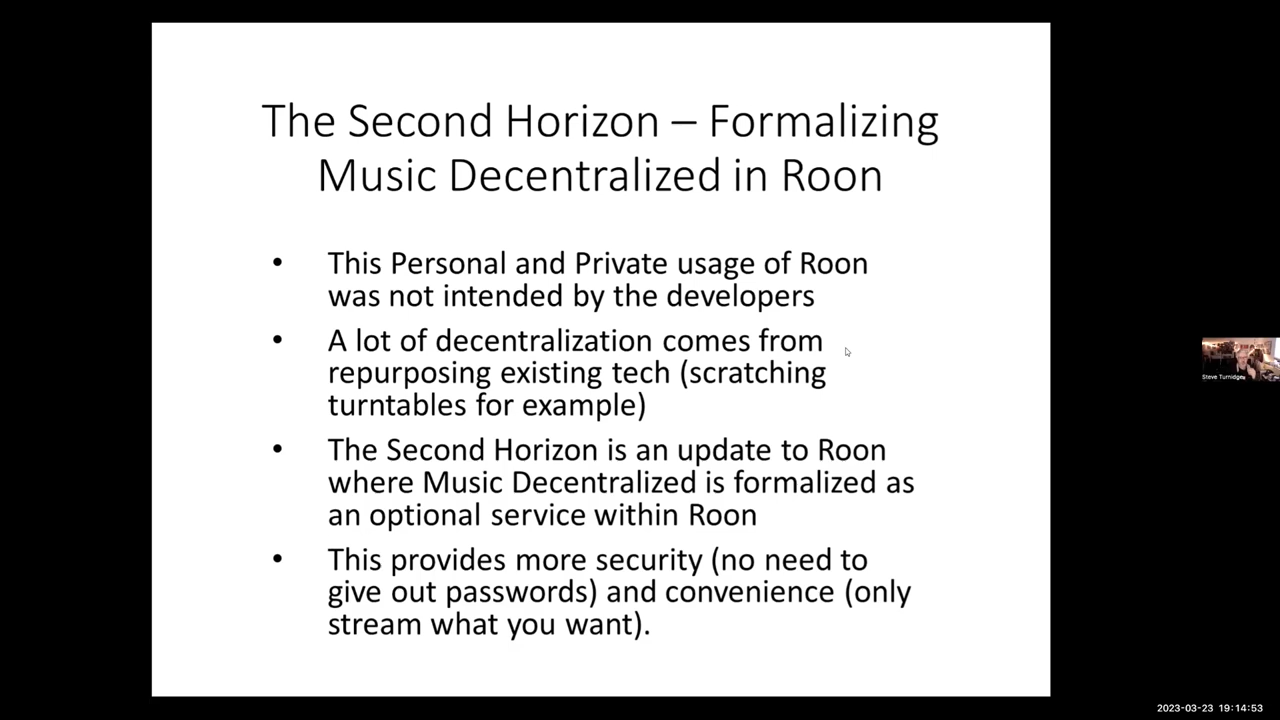 The Second Horizon – Formalizing
Music Decentralized in Roon
• This Personal and Private usage of Roon
was not intended by the developers
• A lot of decentralization comes from
repurposing existing tech (scratching
turntables for example)
• The Second Horizon is an update to Roon
where Music Decentralized is formalized as
an optional service within Roon
• This provides more security (no need to
give out passwords) and convenience (only
stream what you want).
Steve Turnidge
2023-03-23 19:14:53